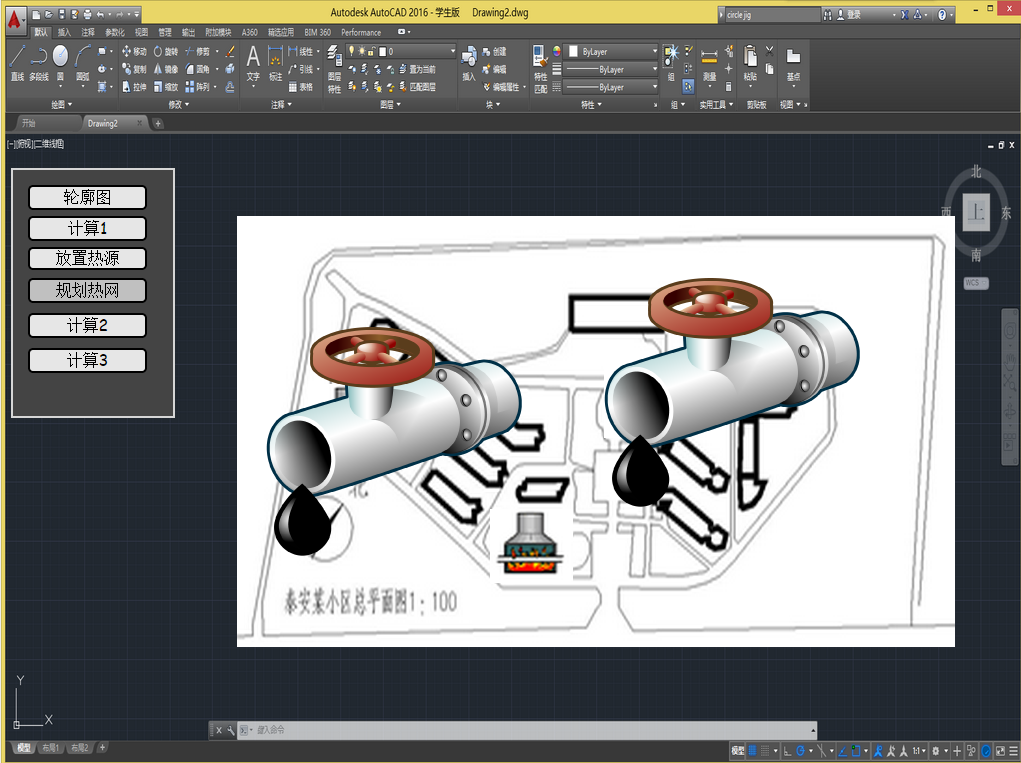 Autodesk AutoCAD 2016 - 学生版 Drawing2.dwg
circle jig
登录
默认 插入 注释 参数化 视图 管理 输出 附加模块 A360 精选应用 BIM 360 Performance
直线 多段线 圆 圆弧
移动 旋转 修剪
复制 镜像 圆角
拉伸 缩放 阵列
文字 标注
线性
引线
表格
图层特性
0
置为当前
匹配图层
插入
创建
编辑
编辑属性
特性匹配
ByLayer
ByLayer
ByLayer
组 测量 粘贴 基点
绘图 修改 注释 图层 块 特性 组 实用工具 剪贴板 视图
开始 Drawing2
[-][俯视][二维线框]
轮廓图
计算1
放置热源
规划热网
计算2
计算3
北
西 上 东
南
WCS
北
泰安某小区总平面图1：100
Y
X
键入命令
模型 布局1 布局2
模型
1:1